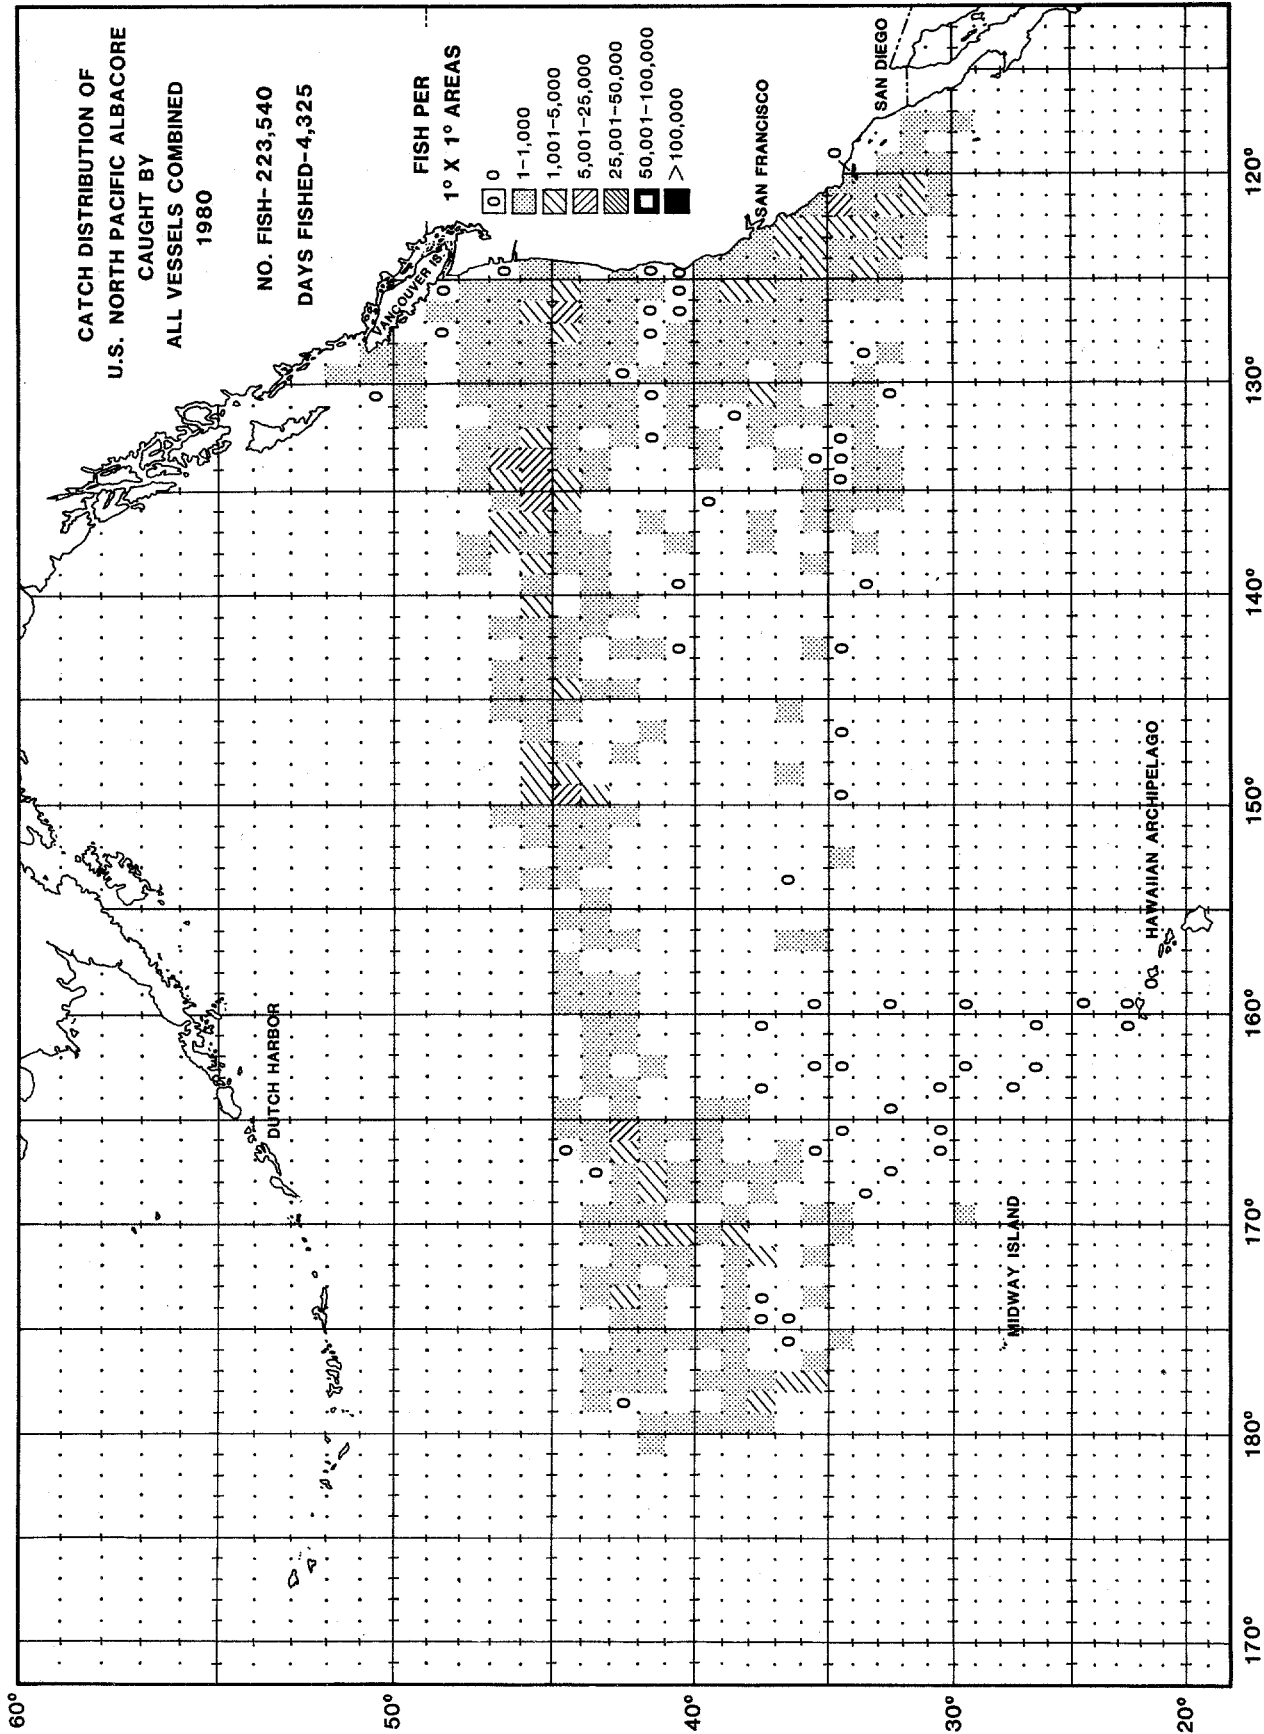 CATCH DISTRIBUTION OF
U.S. NORTH PACIFIC ALBACORE
CAUGHT BY
ALL VESSELS COMBINED
1980
NO. FISH-223,540
DAYS FISHED-4,325
FISH PER
1° X 1° AREAS
0 0
1-1,000
1,001-5,000
5,001-25,000
25,001-50,000
50,001-100,000
>100,000
VANCOUVER IS.
SAN FRANCISCO
SAN DIEGO
DUTCH HARBOR
MIDWAY ISLAND
HAWAIIAN ARCHIPELAGO
60°
50°
40°
30°
20°
170°
180°
170°
160°
150°
140°
130°
120°